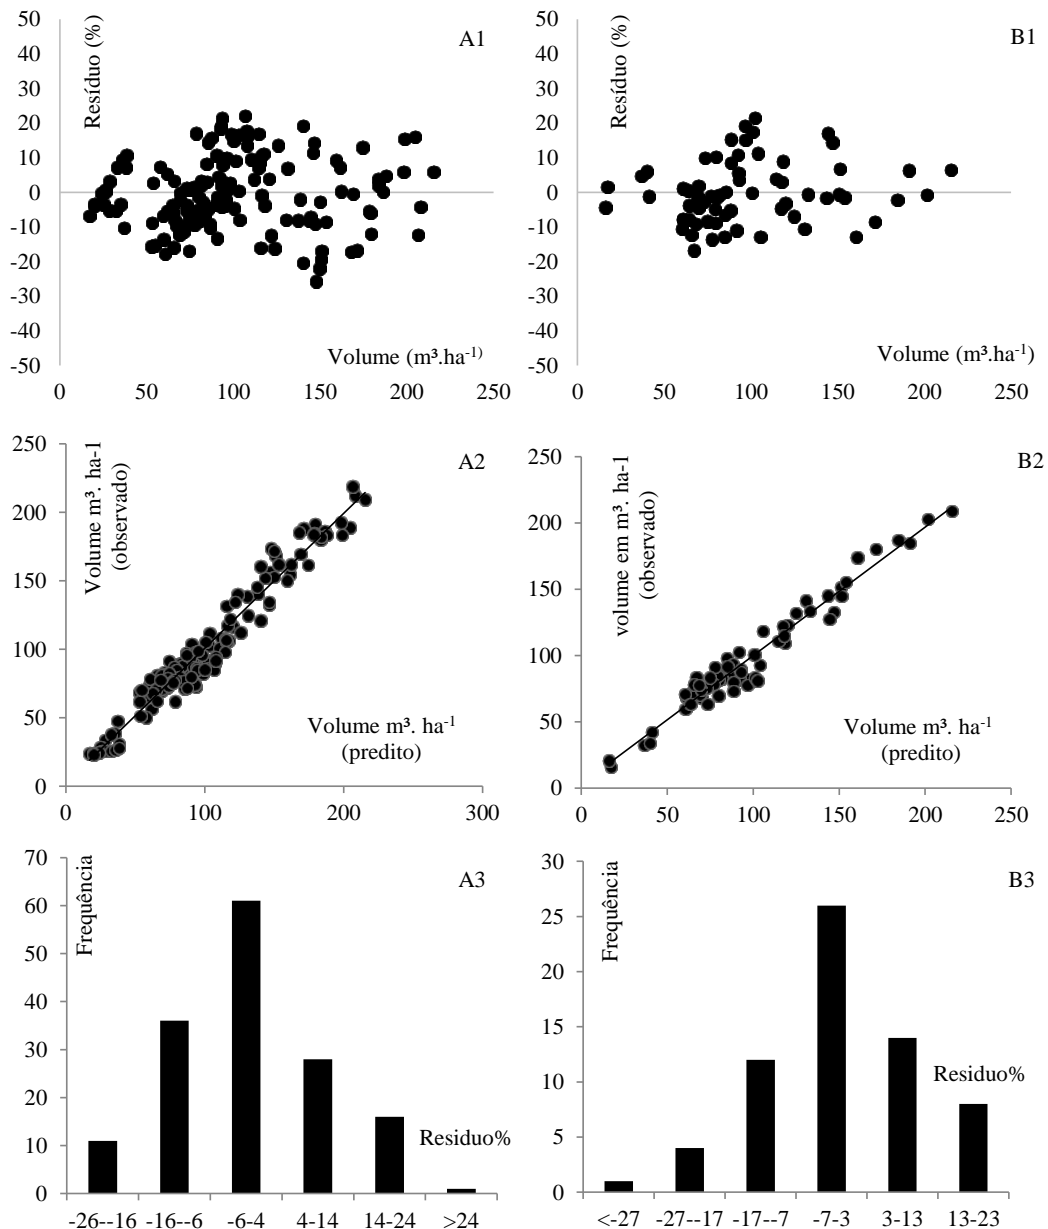 A1
Resíduo (%)
50
40
30
20
10
0
-10
-20
-30
-40
-50
Volume (m³.ha⁻¹⁾
0 50 100 150 200 250
B1
Resíduo (%)
50
40
30
20
10
0
-10
-20
-30
-40
-50
Volume (m³.ha⁻¹)
0 50 100 150 200 250
A2
Volume m³. ha-1
(observado)
250
200
150
100
50
0
Volume m³. ha⁻¹
(predito)
0 100 200 300
B2
volume em m³. ha-1
(observado)
250
200
150
100
50
0
Volume m³. ha⁻¹
(predito)
0 50 100 150 200 250
A3
Frequência
70
60
50
40
30
20
10
0
Residuo%
-26--16 -16--6 -6-4 4-14 14-24 >24
B3
Frequência
30
25
20
15
10
5
0
Residuo%
<-27 -27--17 -17--7 -7-3 3-13 13-23